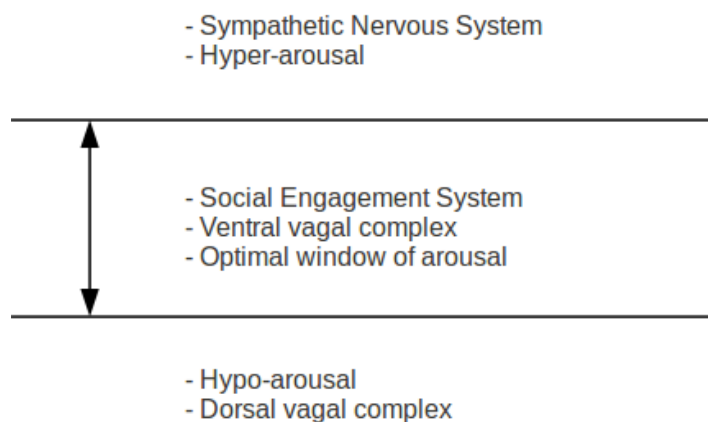 - Sympathetic Nervous System
- Hyper-arousal
- Social Engagement System
- Ventral vagal complex
- Optimal window of arousal
- Hypo-arousal
- Dorsal vagal complex